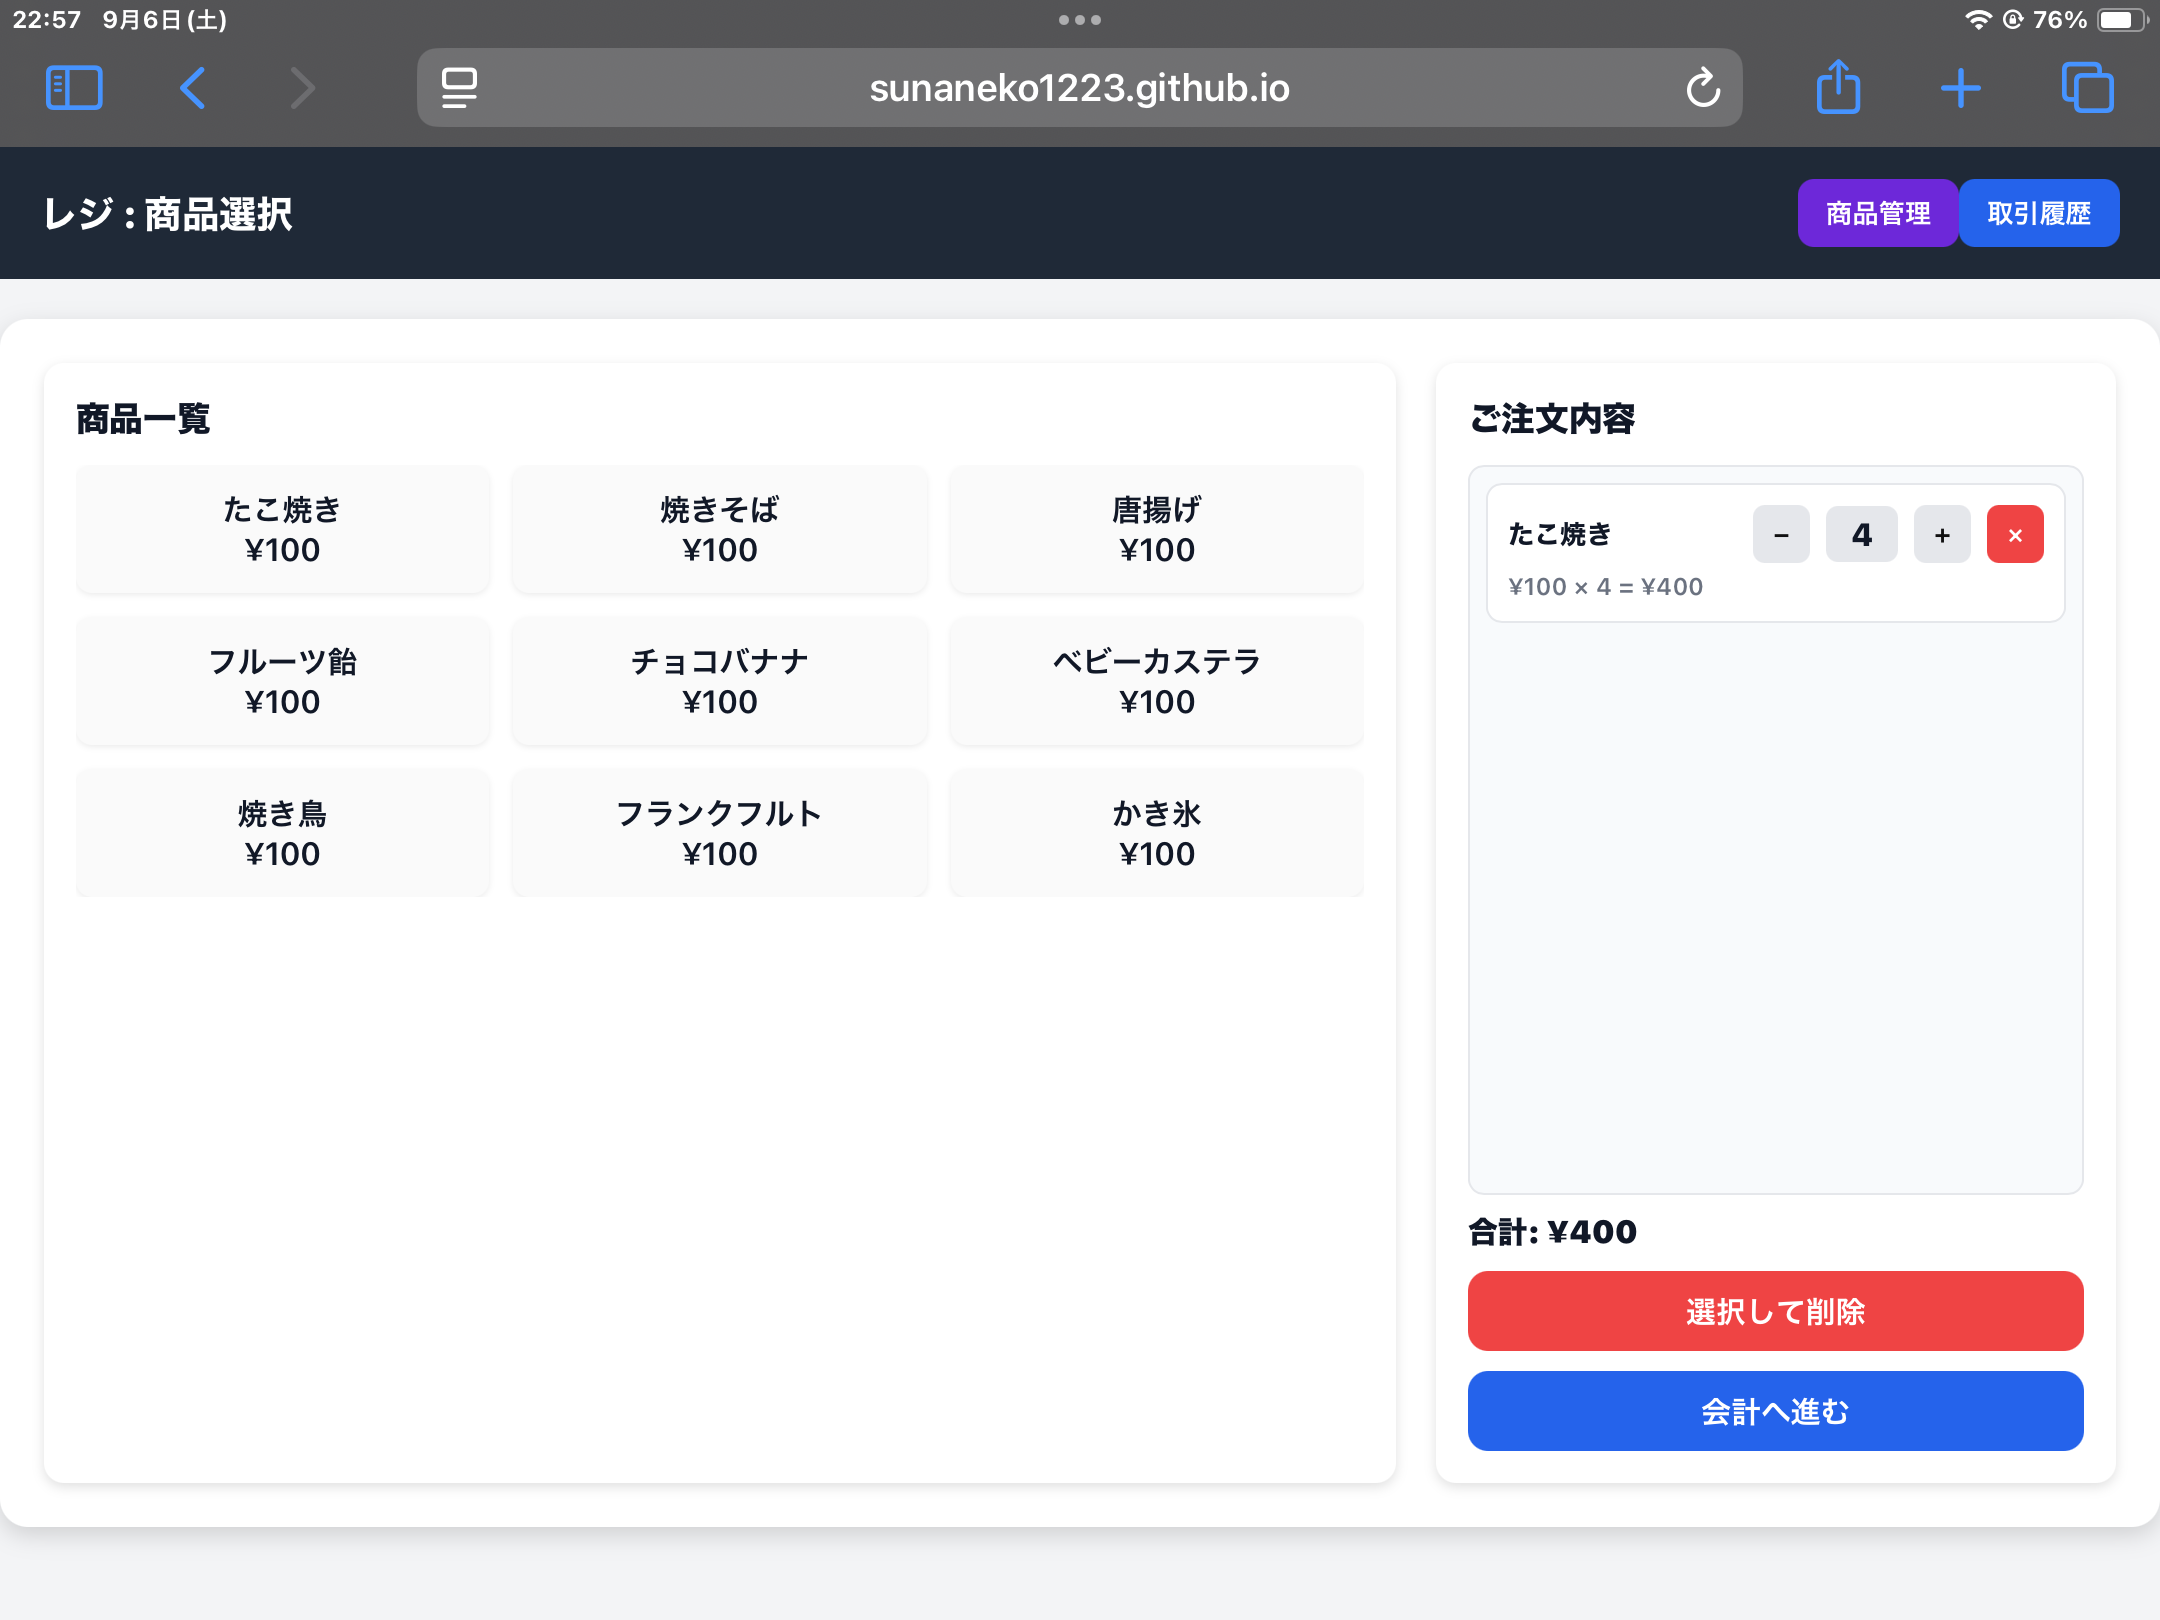 22:57 9月6日(土)
76%
sunaneko1223.github.io
レジ : 商品選択
商品管理
取引履歴
商品一覧
たこ焼き
¥100
焼きそば
¥100
唐揚げ
¥100
フルーツ飴
¥100
チョコバナナ
¥100
ベビーカステラ
¥100
焼き鳥
¥100
フランクフルト
¥100
かき氷
¥100
ご注文内容
たこ焼き − 4 + ×
¥100 × 4 = ¥400
合計: ¥400
選択して削除
会計へ進む